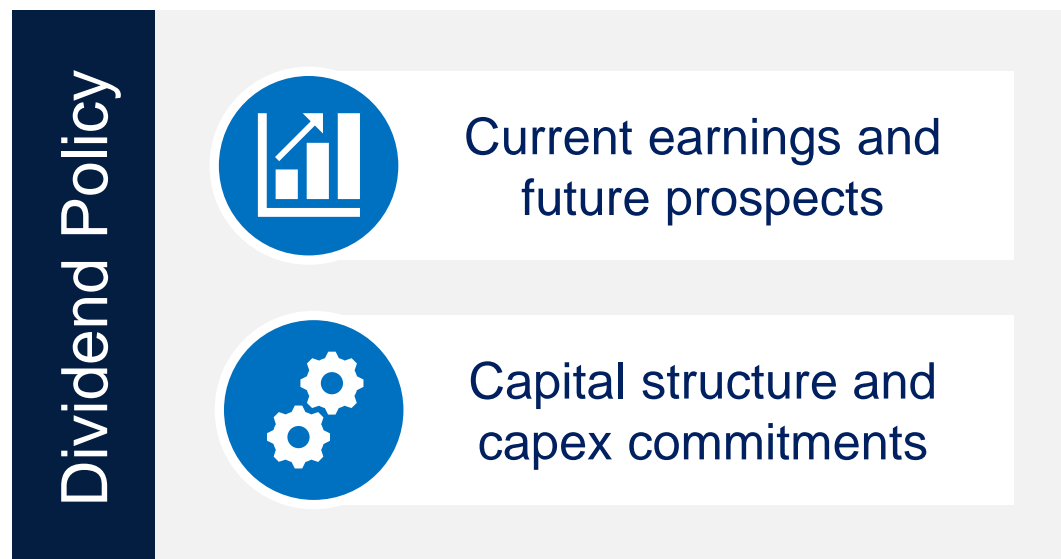 Dividend Policy
Current earnings and
future prospects
Capital structure and
capex commitments